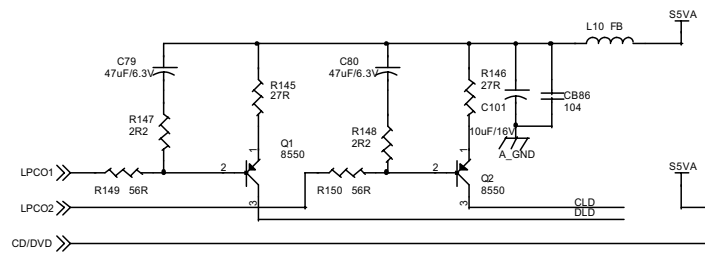 S5VA
L10 FB
C79
47uF/6.3V
R145
27R
C80
47uF/6.3V
R146
27R
C101
10uF/16V
CB86
104
A_GND
R147
2R2
R148
2R2
Q1
8550
1
2
3
Q2
8550
1
2
3
LPCO1
R149 56R
R150 56R
S5VA
LPCO2
CLD
DLD
CD/DVD